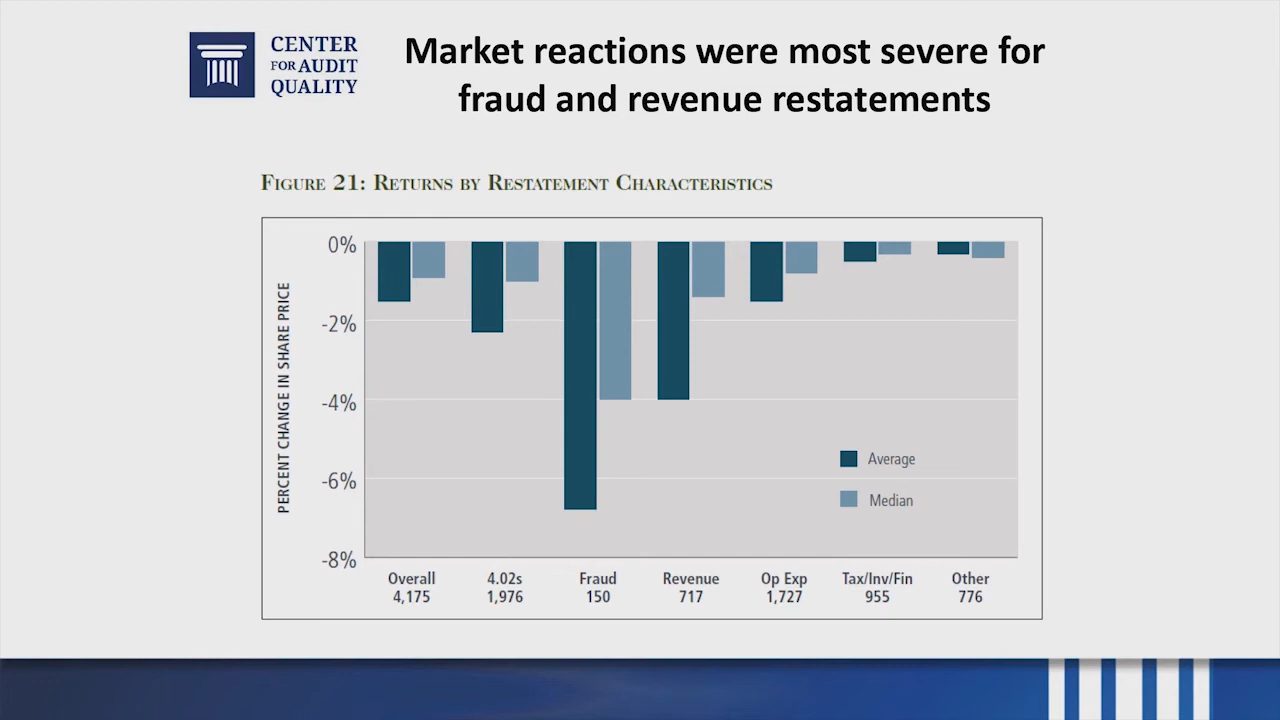 CENTER
FOR AUDIT
QUALITY
Market reactions were most severe for
fraud and revenue restatements
Figure 21: Returns by Restatement Characteristics
PERCENT CHANGE IN SHARE PRICE
0%
-2%
-4%
-6%
-8%
Average
Median
Overall 4.02s Fraud Revenue Op Exp Tax/Inv/Fin Other
4,175 1,976 150 717 1,727 955 776